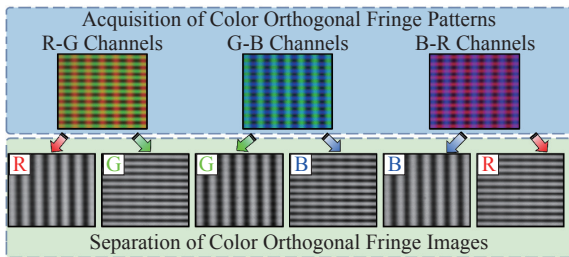 Acquisition of Color Orthogonal Fringe Patterns
R-G Channels G-B Channels B-R Channels
R G G B B R
Separation of Color Orthogonal Fringe Images